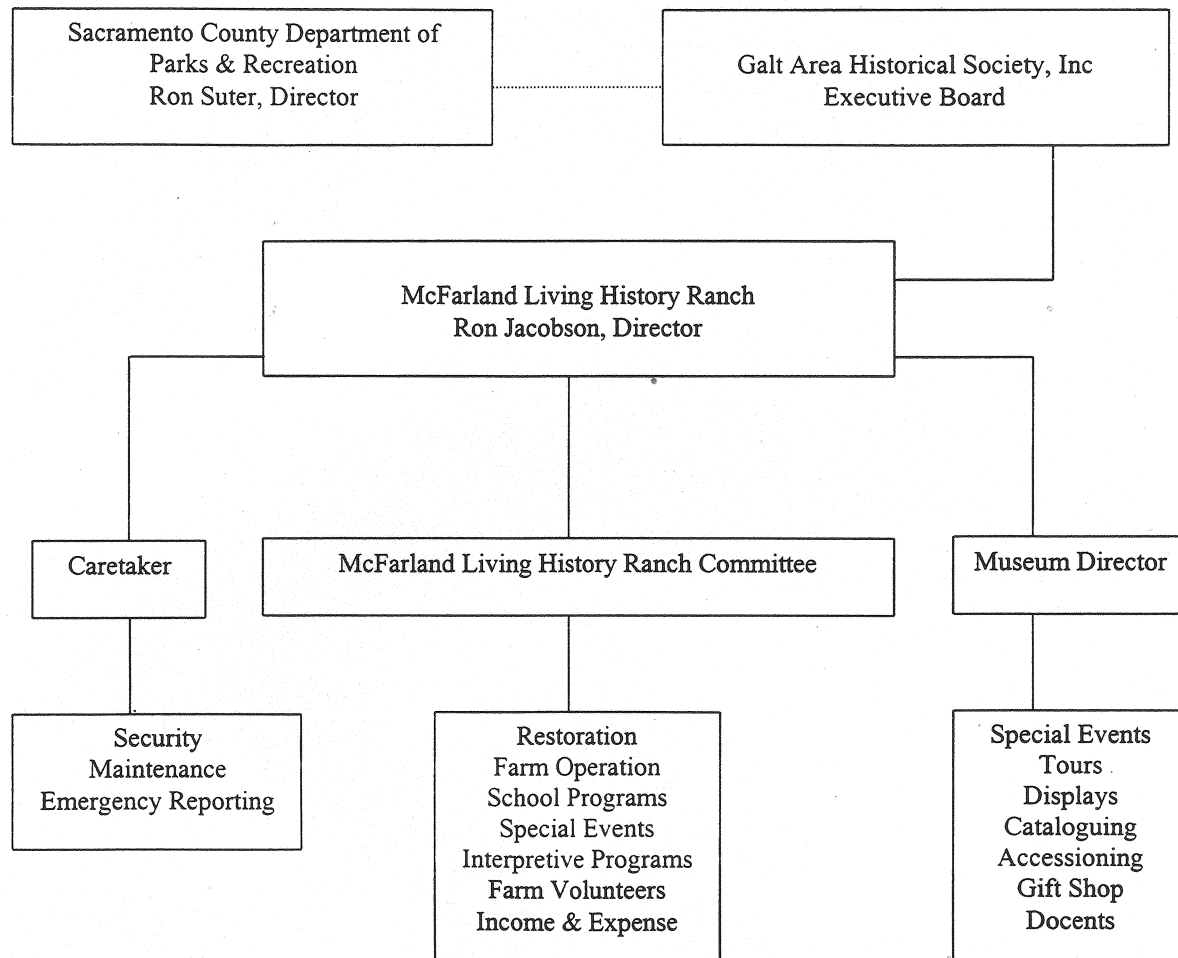 Sacramento County Department of
Parks & Recreation
Ron Suter, Director
Galt Area Historical Society, Inc
Executive Board
McFarland Living History Ranch
Ron Jacobson, Director
Caretaker
McFarland Living History Ranch Committee
Museum Director
Security
Maintenance
Emergency Reporting
Restoration
Farm Operation
School Programs
Special Events
Interpretive Programs
Farm Volunteers
Income & Expense
Special Events
Tours
Displays
Cataloguing
Accessioning
Gift Shop
Docents